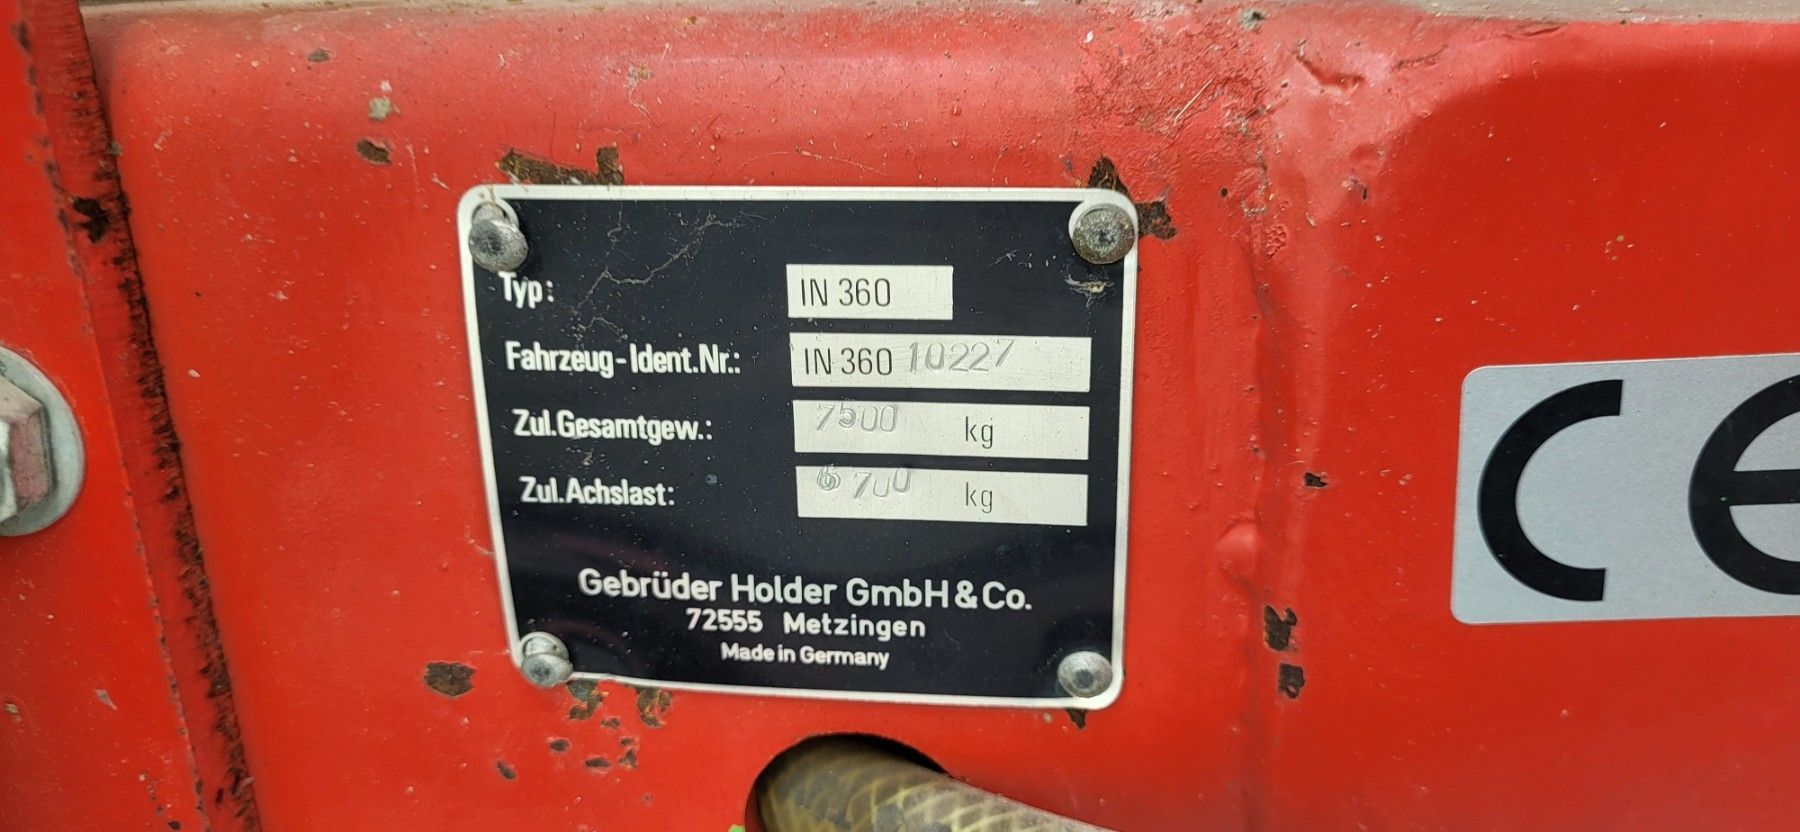 Typ: IN 360
Fahrzeug-Ident.Nr.: IN 360 10227
Zul.Gesamtgew.: 7500 kg
Zul.Achslast: 6700 kg
Gebrüder Holder GmbH & Co.
72555 Metzingen
Made in Germany
CE